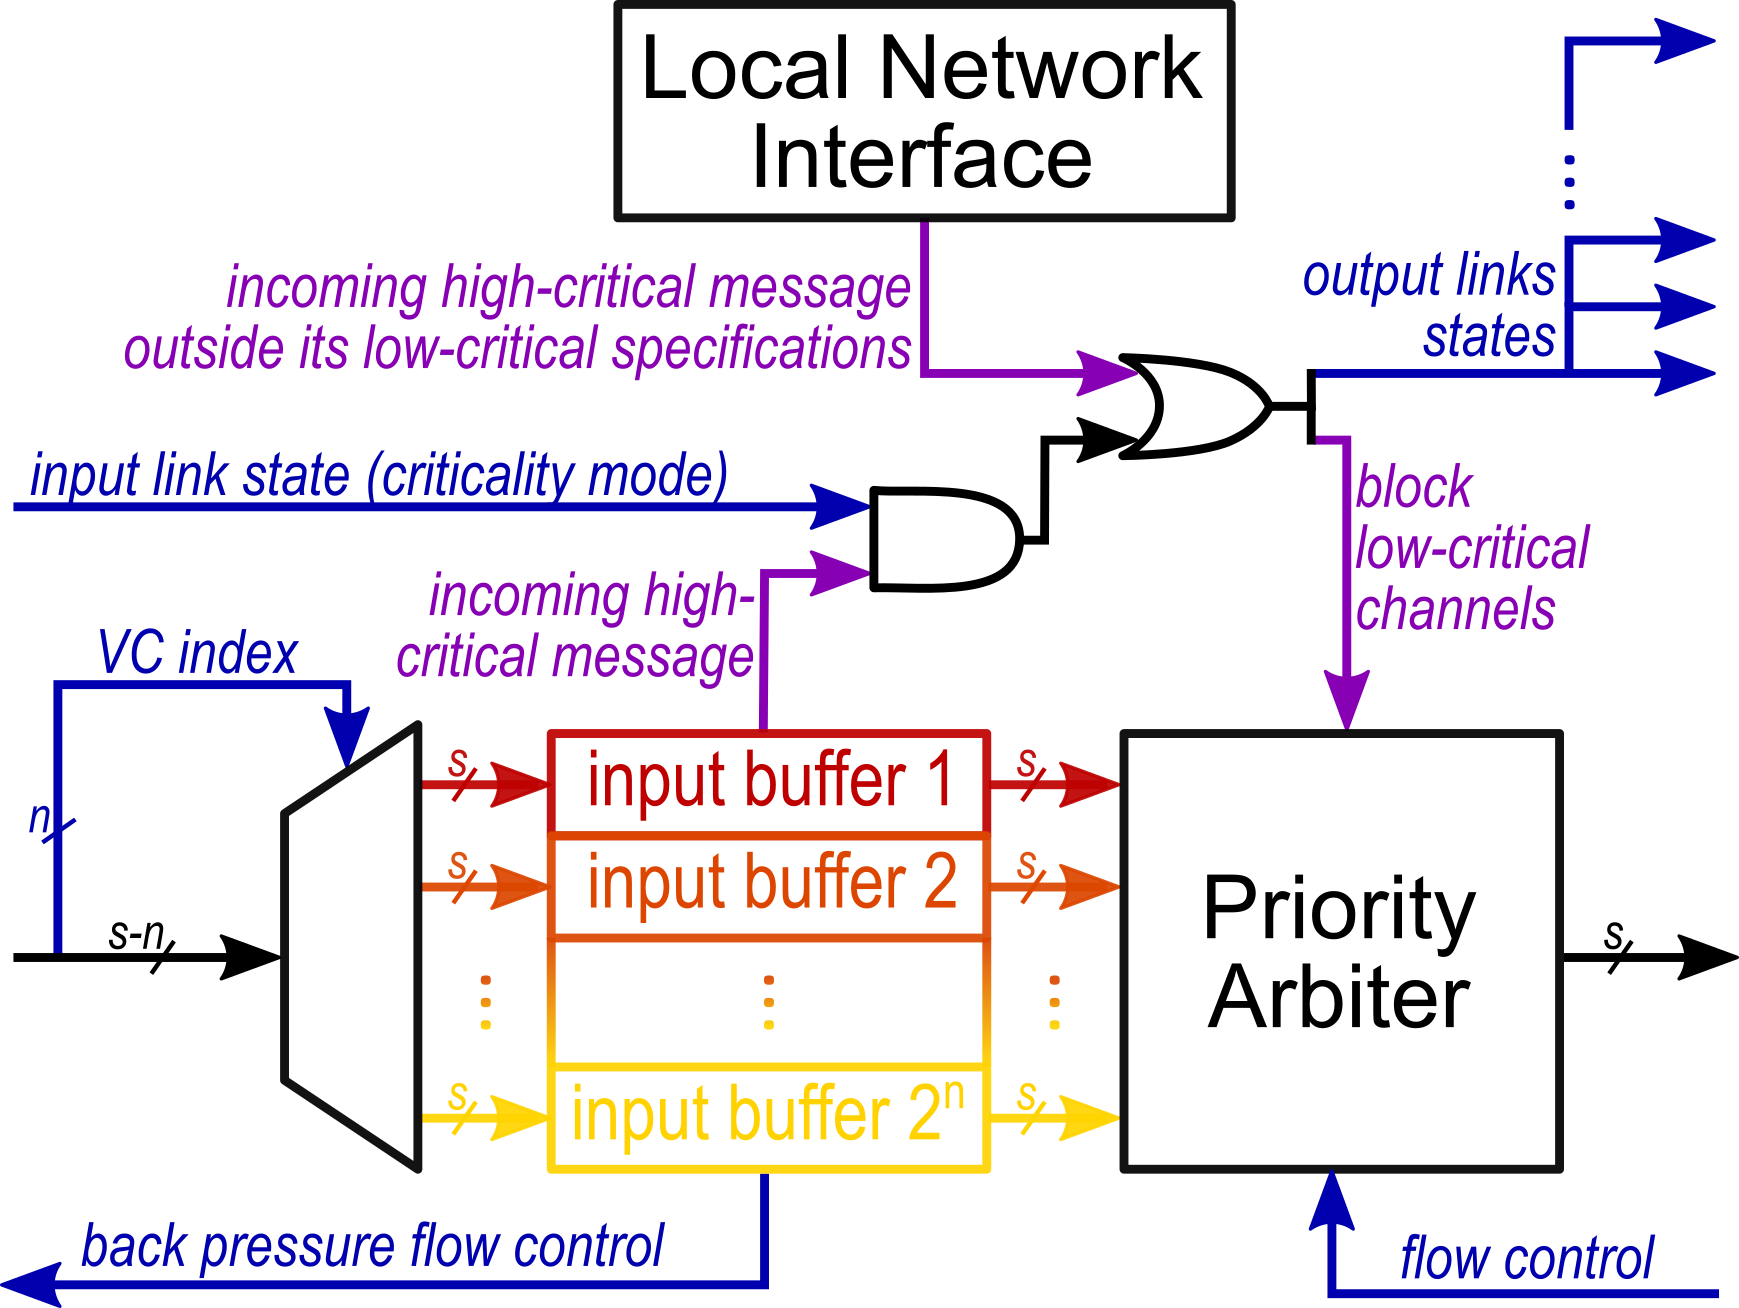 Local Network
Interface
incoming high-critical message
outside its low-critical specifications
output links
states
input link state (criticality mode)
block
low-critical
channels
incoming high-
critical message
VC index
n
s-n
s
input buffer 1
s
s
input buffer 2
s
s
input buffer 2ⁿ
s
Priority
Arbiter
s
back pressure flow control
flow control